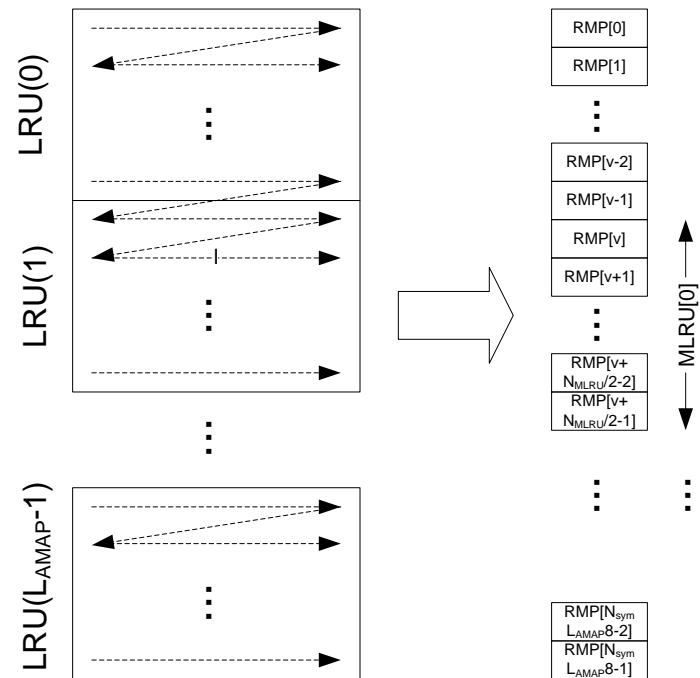 LRU(0)
LRU(1)
LRU(LAMAP-1)
RMP[0]
RMP[1]
RMP[v-2]
RMP[v-1]
RMP[v]
RMP[v+1]
RMP[v+
NMLRU/2-2]
RMP[v+
NMLRU/2-1]
RMP[Nsym
LAMAP8-2]
RMP[Nsym
LAMAP8-1]
MLRU[0]